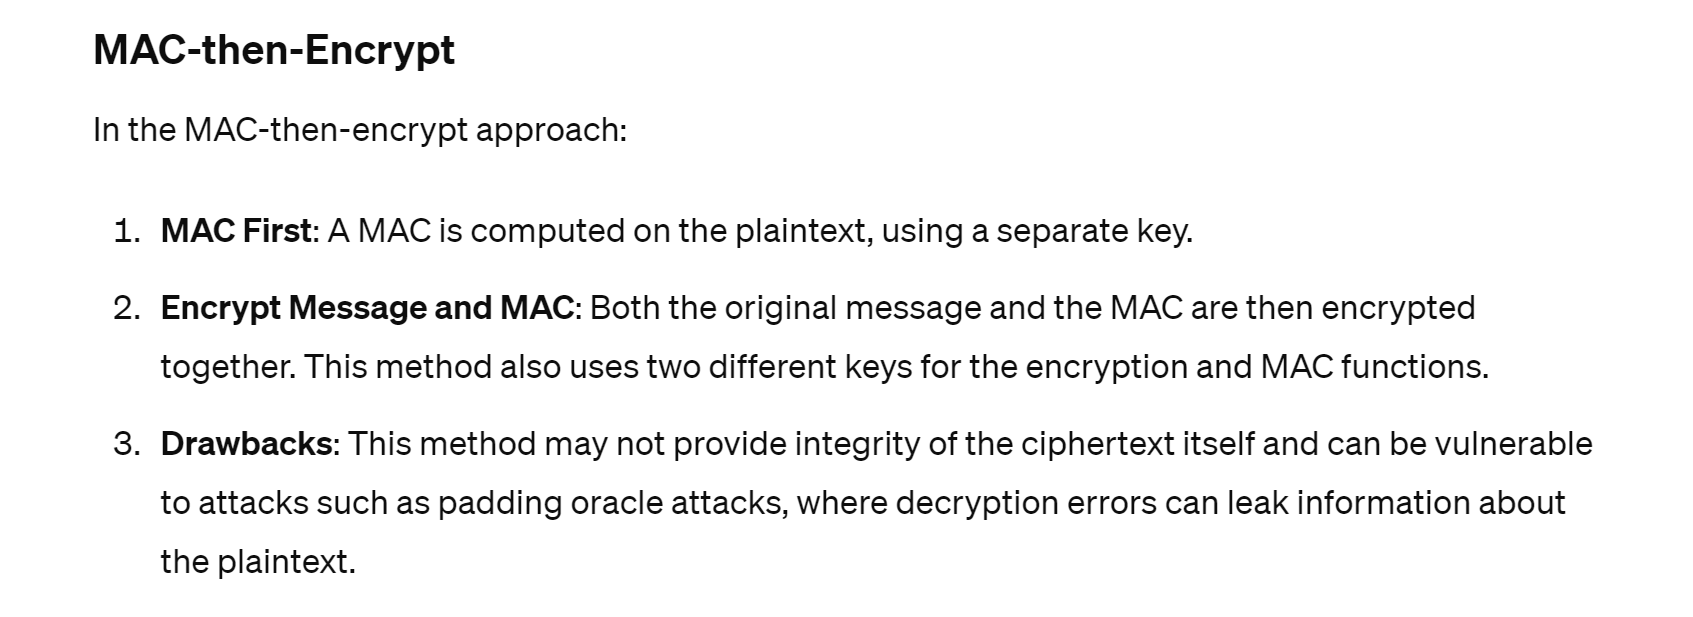 MAC-then-Encrypt
In the MAC-then-encrypt approach:
1. MAC First: A MAC is computed on the plaintext, using a separate key.
2. Encrypt Message and MAC: Both the original message and the MAC are then encrypted
together. This method also uses two different keys for the encryption and MAC functions.
3. Drawbacks: This method may not provide integrity of the ciphertext itself and can be vulnerable
to attacks such as padding oracle attacks, where decryption errors can leak information about
the plaintext.